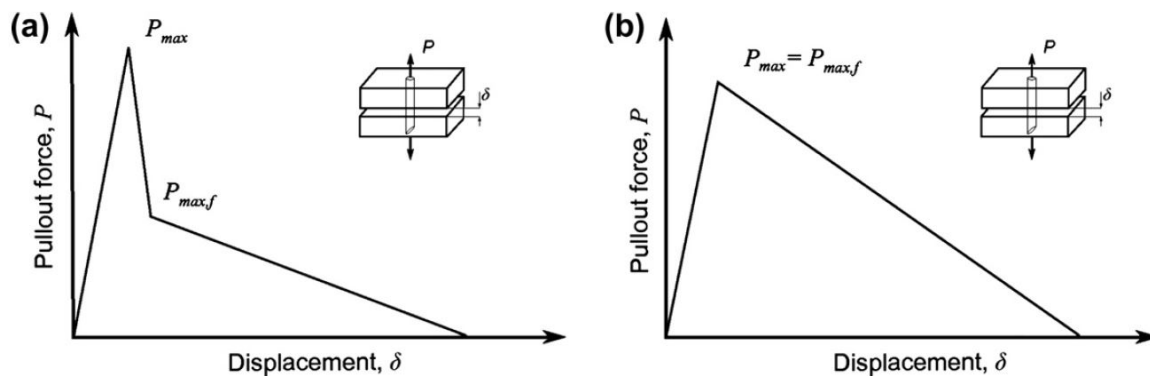 (a)
P_max
P
δ
P_max,f
Pullout force, P
Displacement, δ
(b)
P_max = P_max,f
P
δ
Pullout force, P
Displacement, δ